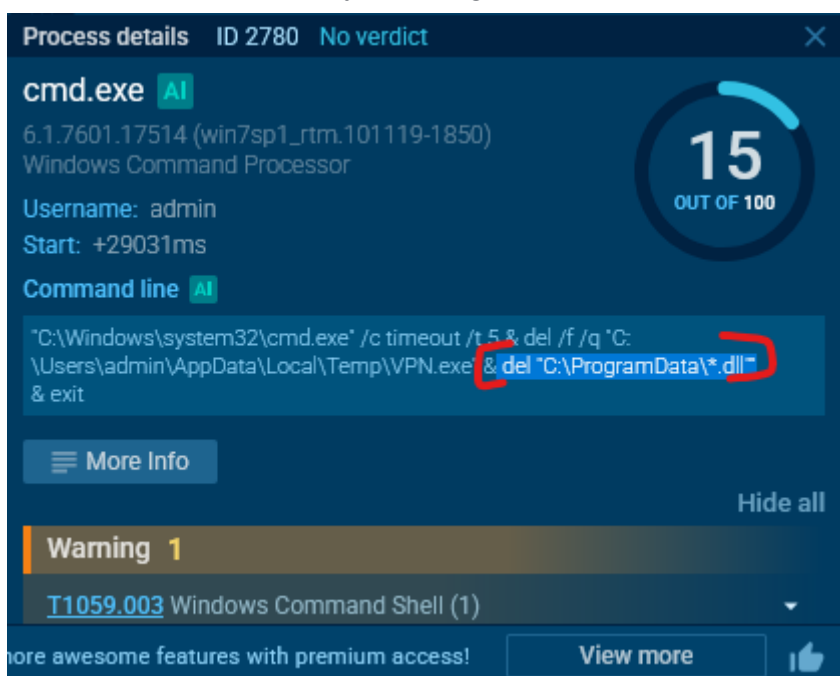 Process details ID 2780 No verdict
cmd.exe AI
6.1.7601.17514 (win7sp1_rtm.101119-1850)
Windows Command Processor
15
OUT OF 100
Username: admin
Start: +29031ms
Command line AI
"C:\Windows\system32\cmd.exe" /c timeout /t 5 & del /f /q "C:
\Users\admin\AppData\Local\Temp\VPN.exe" & del "C:\ProgramData\*.dll""
& exit
More Info
Hide all
Warning 1
T1059.003 Windows Command Shell (1)
more awesome features with premium access!
View more